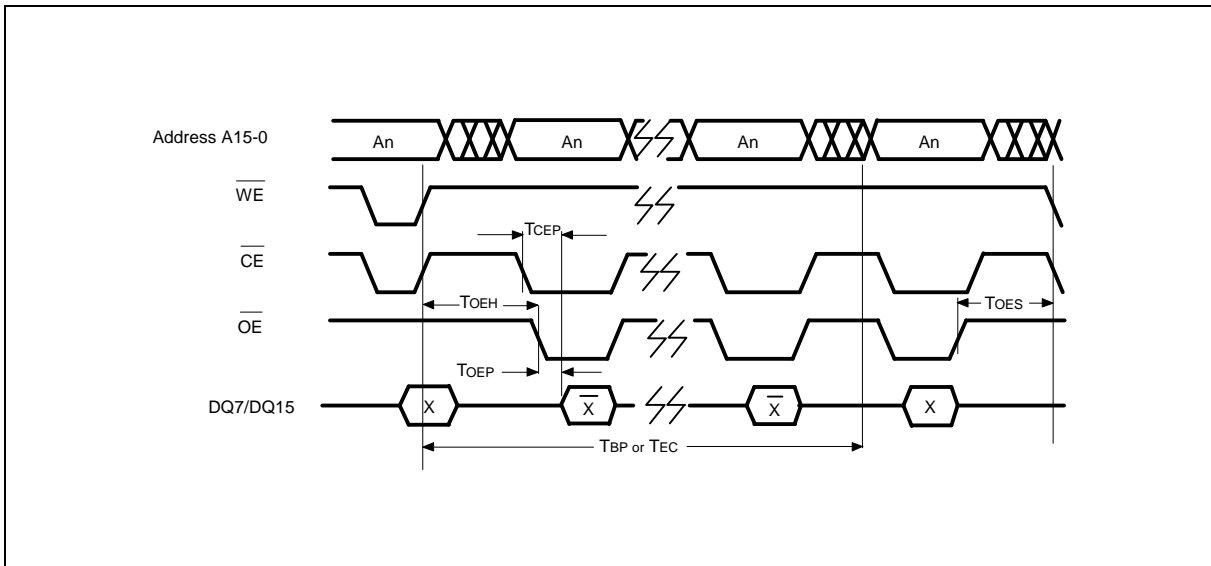 Address A15-0
An
An
An
An
WE
TCEP
CE
TOEH
TOES
OE
TOEP
DQ7/DQ15
X
X
X
X
TBP or TEC